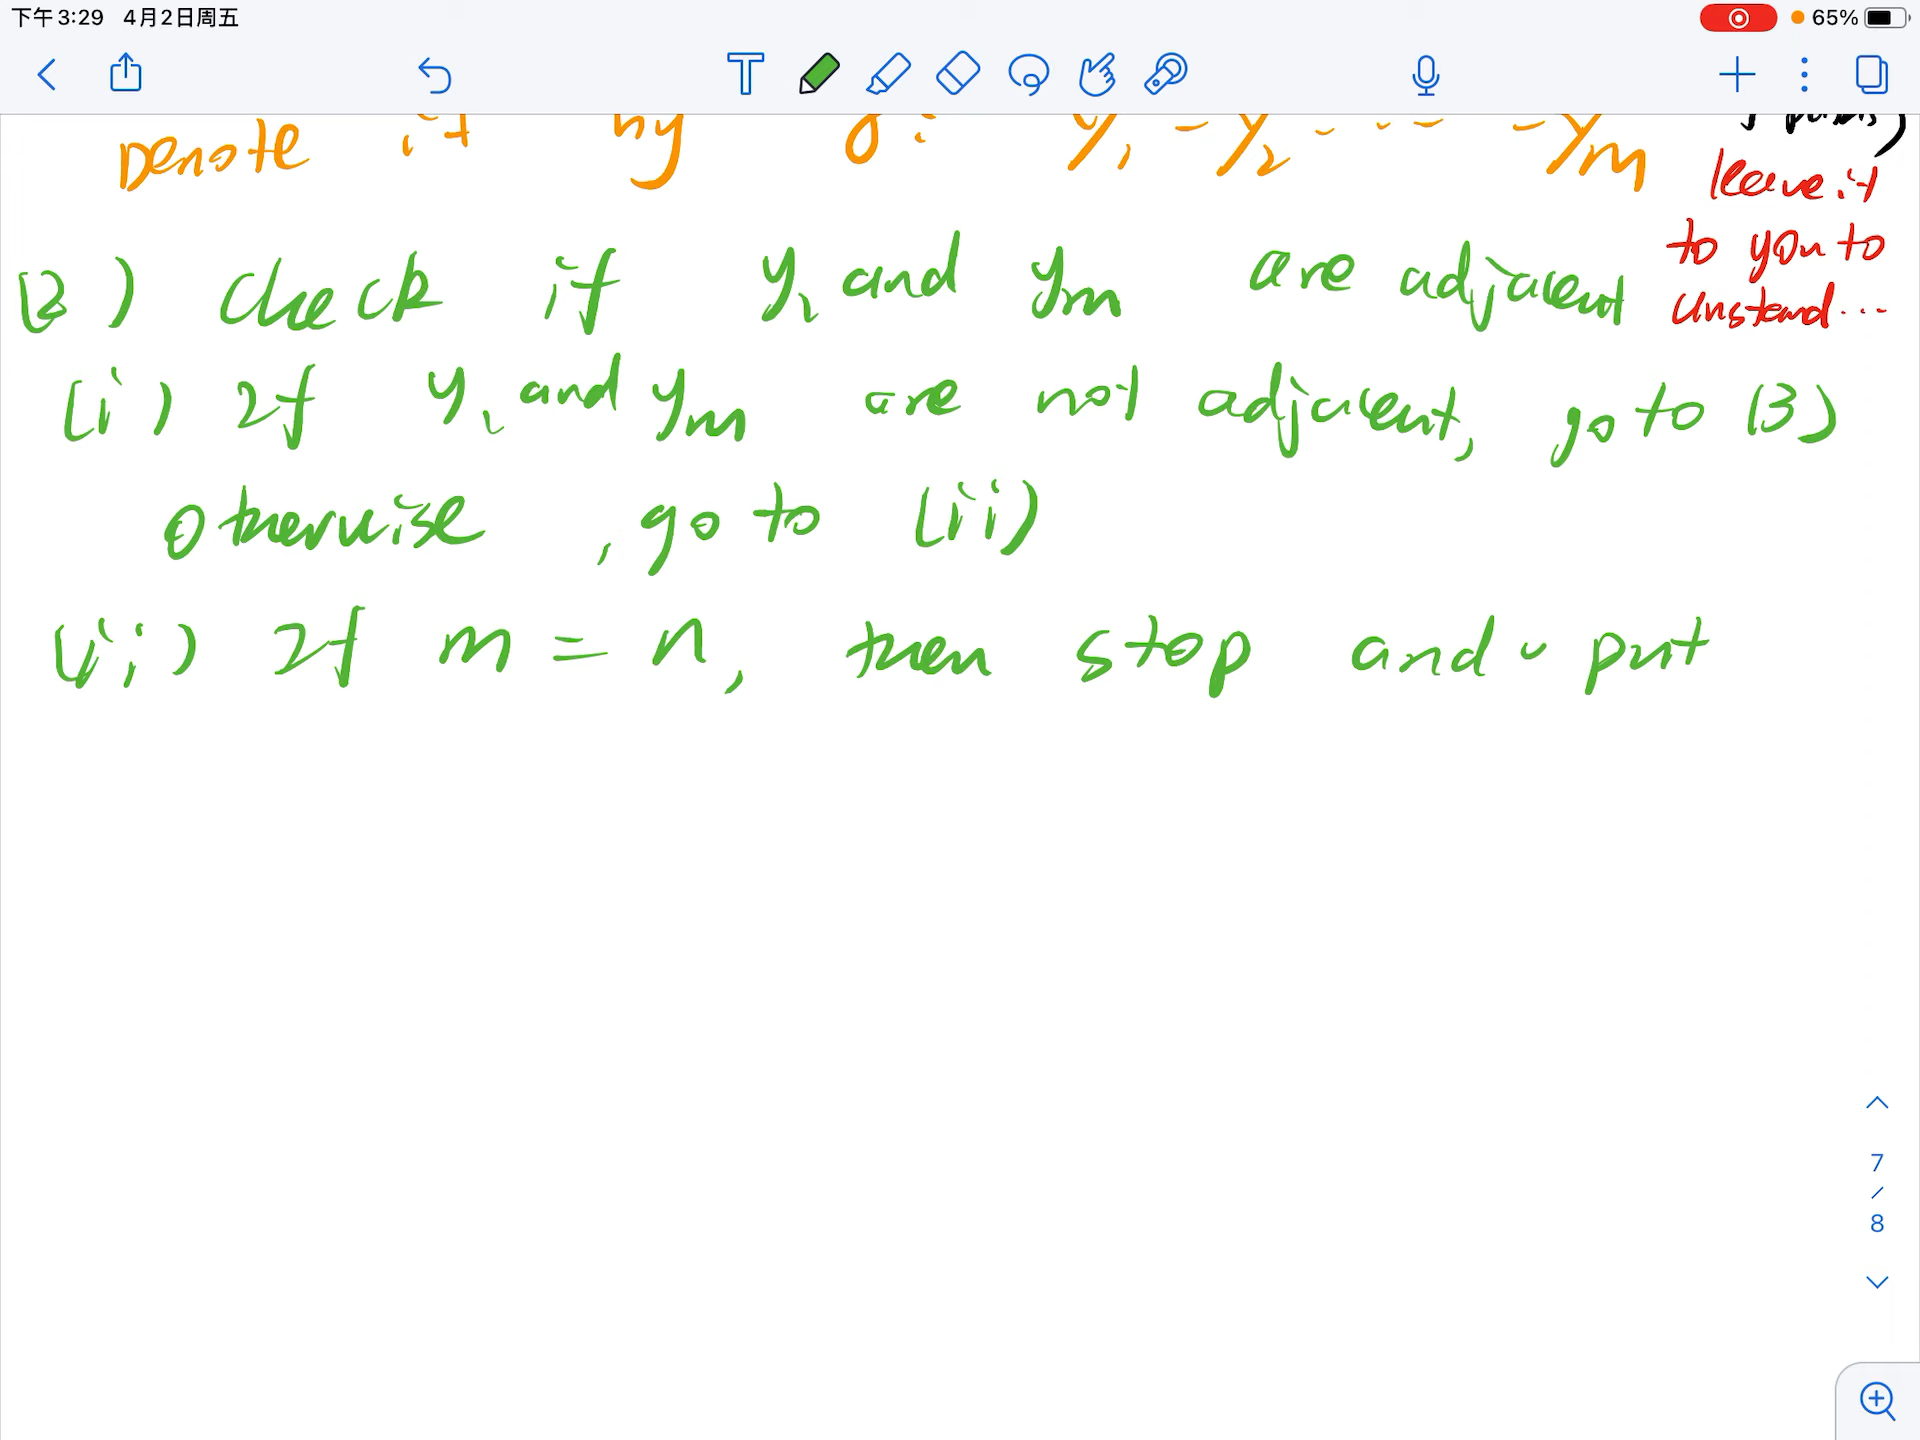 下午3:29 4月2日周五
65%
Denote it by γ: y₁ - y₂ - ... - yₘ
leave it
to you to
unstand...
(2) Check if y₁ and yₘ are adjacent
(i) If y₁ and yₘ are not adjacent, go to (3)
otherwise, go to (ii)
(ii) If m = n, then stop and put
7
/
8